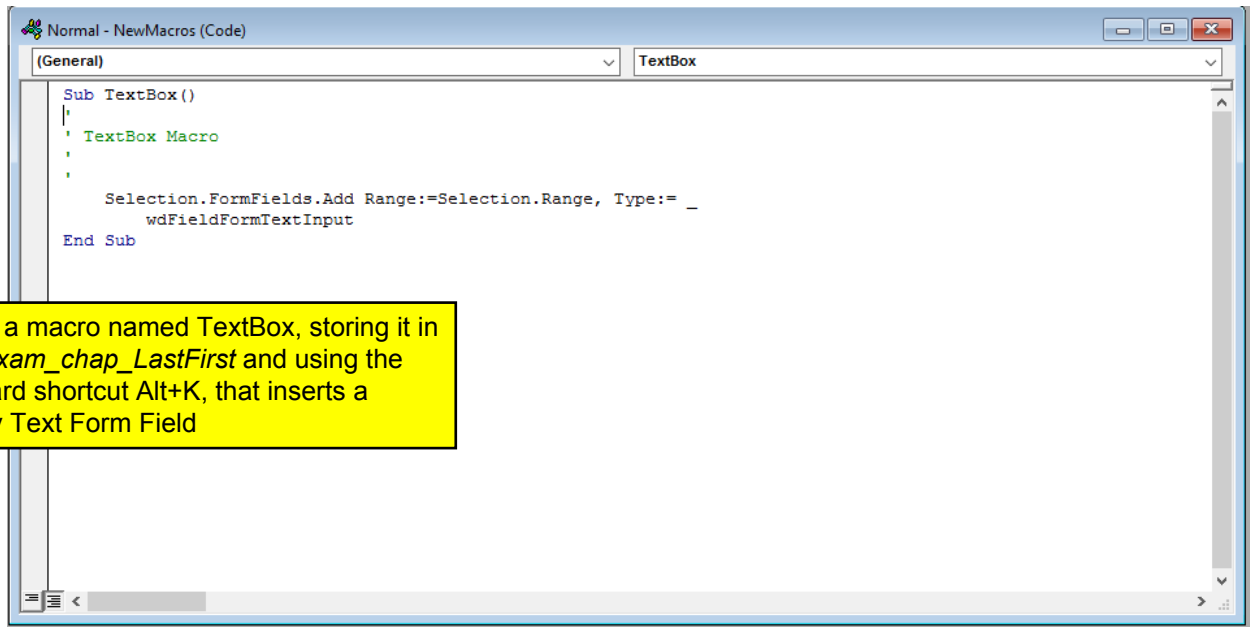 Normal - NewMacros (Code)
(General) TextBox
Sub TextBox()
'
' TextBox Macro
'
'
Selection.FormFields.Add Range:=Selection.Range, Type:= _
wdFieldFormTextInput
End Sub
a macro named TextBox, storing it in
xam_chap_LastFirst and using the
ard shortcut Alt+K, that inserts a
Text Form Field